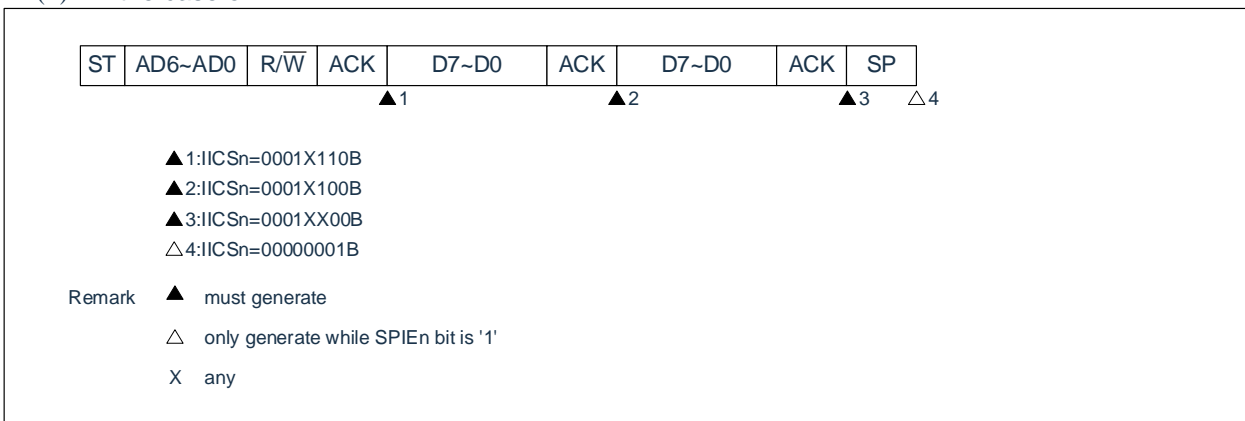 ST AD6~AD0 R/W̅ ACK D7~D0 ACK D7~D0 ACK SP
▲1 ▲2 ▲3 △4
▲1:IICSn=0001X110B
▲2:IICSn=0001X100B
▲3:IICSn=0001XX00B
△4:IICSn=00000001B
Remark ▲ must generate
△ only generate while SPIEn bit is '1'
X any